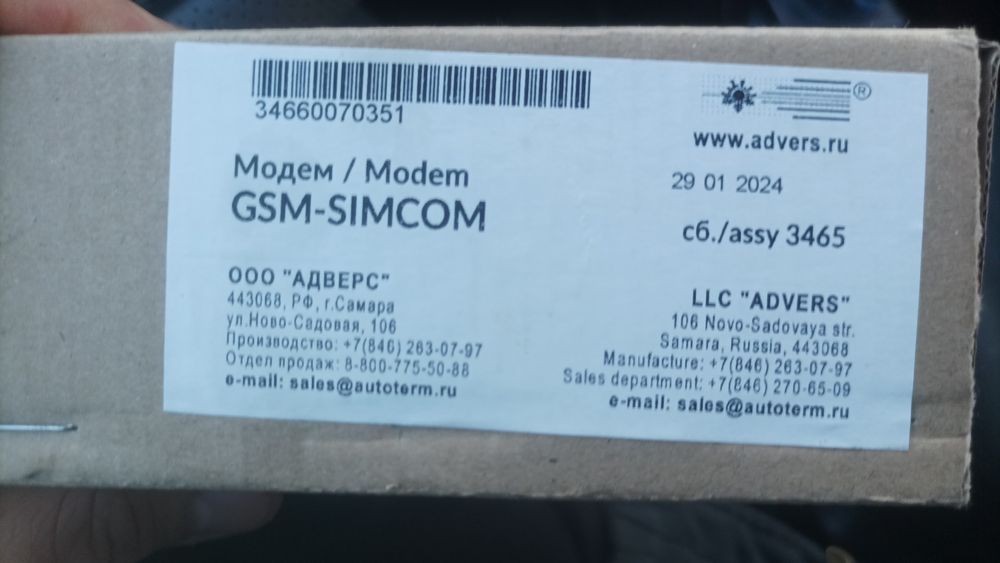 34660070351
®
www.advers.ru
Модем / Modem
GSM-SIMCOM
29 01 2024
сб./assy 3465
ООО "АДВЕРС"
443068, РФ, г.Самара
ул.Ново-Садовая, 106
Производство: +7(846) 263-07-97
Отдел продаж: 8-800-775-50-88
e-mail: sales@autoterm.ru
LLC "ADVERS"
106 Novo-Sadovaya str.
Samara, Russia, 443068
Manufacture: +7(846) 263-07-97
Sales department: +7(846) 270-65-09
e-mail: sales@autoterm.ru